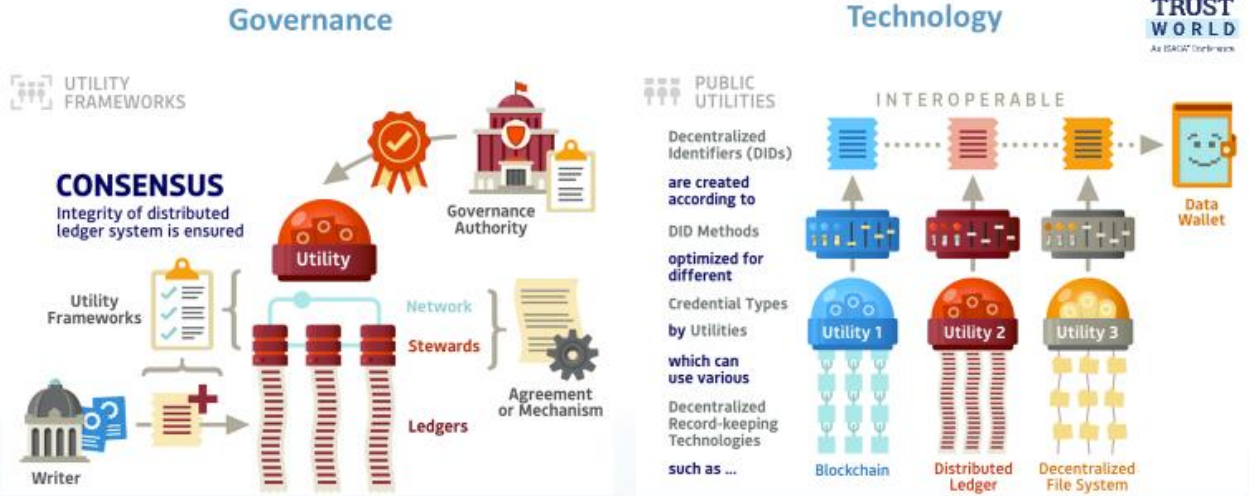 Governance
UTILITY
FRAMEWORKS
CONSENSUS
Integrity of distributed
ledger system is ensured
Governance
Authority
Utility
Utility
Frameworks
Network
Stewards
Ledgers
Agreement
or Mechanism
Writer
Technology
TRUST
WORLD
An ISACA Conference
PUBLIC
UTILITIES
INTEROPERABLE
Decentralized
Identifiers (DIDs)
are created
according to
DID Methods
optimized for
different
Credential Types
by Utilities
which can
use various
Decentralized
Record-keeping
Technologies
such as ...
Data
Wallet
Utility 1
Utility 2
Utility 3
Blockchain
Distributed
Ledger
Decentralized
File System